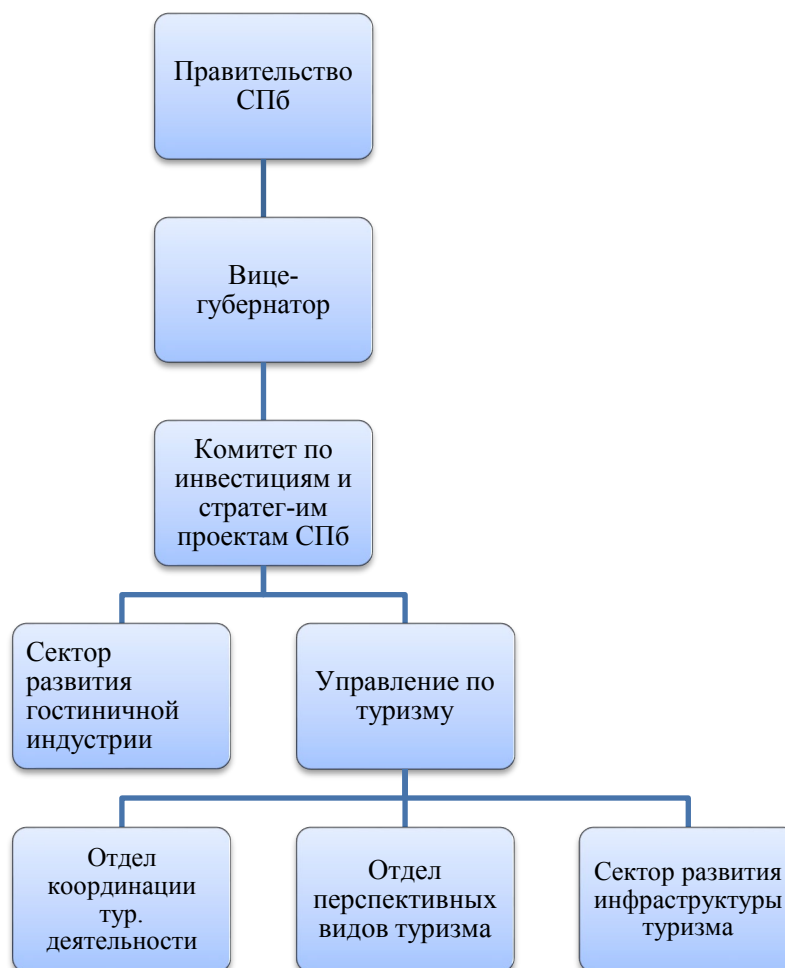 Правительство
СПб
Вице-
губернатор
Комитет по
инвестициям и
стратег-им
проектам СПб
Сектор
развития
гостиничной
индустрии
Управление по
туризму
Отдел
координации
тур.
деятельности
Отдел
перспективных
видов туризма
Сектор развития
инфраструктуры
туризма